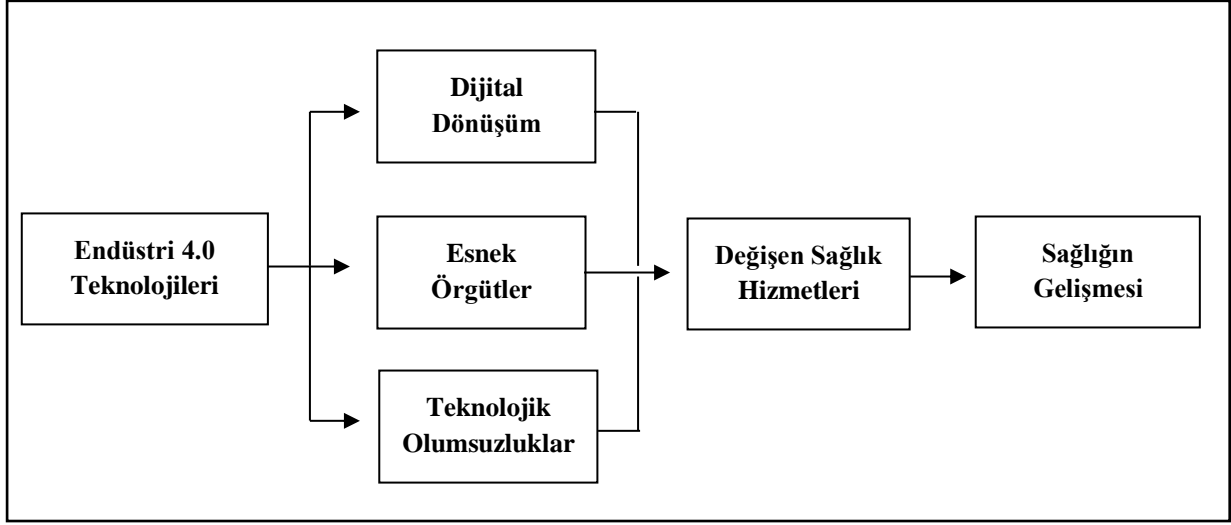 Endüstri 4.0
Teknolojileri
Dijital
Dönüşüm
Esnek
Örgütler
Teknolojik
Olumsuzluklar
Değişen Sağlık
Hizmetleri
Sağlığın
Gelişmesi